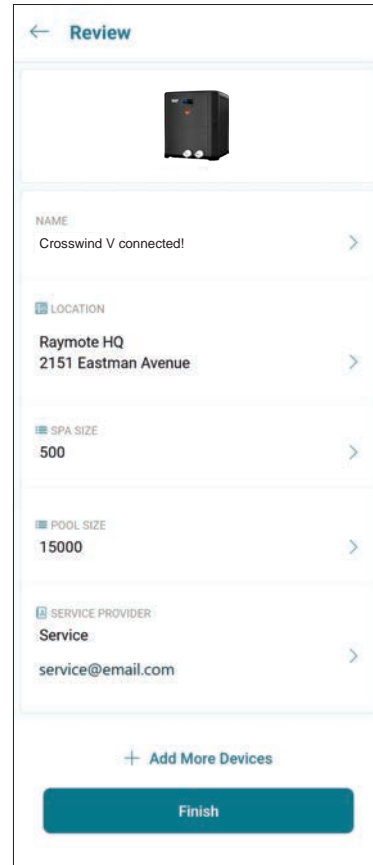 Review
NAME
Crosswind V connected!
LOCATION
Raymote HQ
2151 Eastman Avenue
SPA SIZE
500
POOL SIZE
15000
SERVICE PROVIDER
Service
service@email.com
+ Add More Devices
Finish